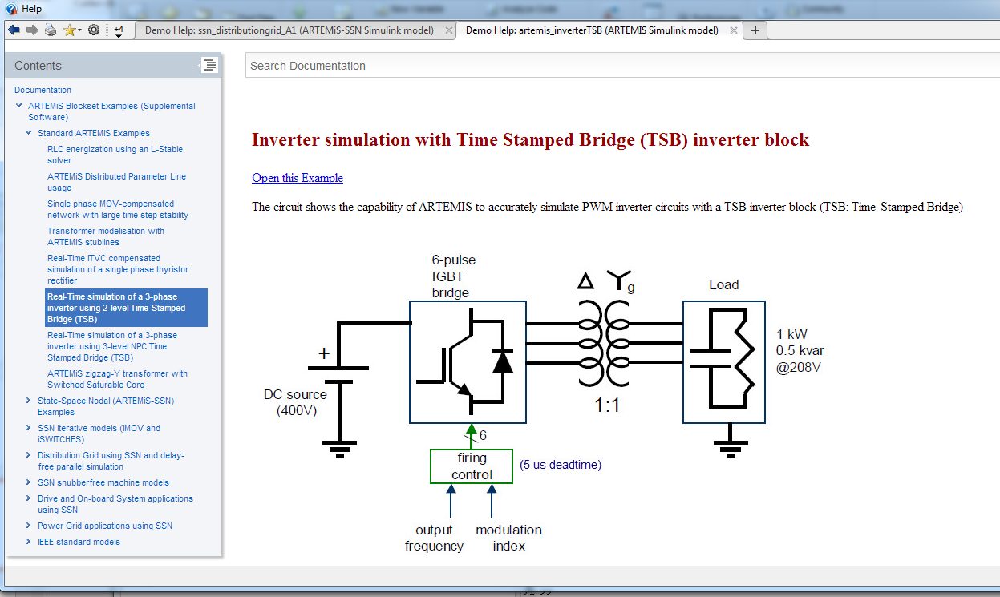 Help
+4
Demo Help: ssn_distributiongrid_A1 (ARTEMiS-SSN Simulink model)
Demo Help: artemis_inverterTSB (ARTEMIS Simulink model)
Contents
Documentation
ARTEMiS Blockset Examples (Supplemental
Software)
Standard ARTEMiS Examples
RLC energization using an L-Stable
solver
ARTEMiS Distributed Parameter Line
usage
Single phase MOV-compensated
network with large time step stability
Transformer modelisation with
ARTEMiS stublines
Real-Time ITVC compensated
simulation of a single phase thyristor
rectifier
Real-Time simulation of a 3-phase
inverter using 2-level Time-Stamped
Bridge (TSB)
Real-Time simulation of a 3-phase
inverter using 3-level NPC Time
Stamped Bridge (TSB)
ARTEMiS zigzag-Y transformer with
Switched Saturable Core
State-Space Nodal (ARTEMiS-SSN)
Examples
SSN iterative models (iMOV and
iSWITCHES)
Distribution Grid using SSN and delay-
free parallel simulation
SSN snubberfree machine models
Drive and On-board System applications
using SSN
Power Grid applications using SSN
IEEE standard models
Search Documentation
Inverter simulation with Time Stamped Bridge (TSB) inverter block
Open this Example
The circuit shows the capability of ARTEMIS to accurately simulate PWM inverter circuits with a TSB inverter block (TSB: Time-Stamped Bridge)
6-pulse
IGBT
bridge
Δ Yg
Load
+
DC source
(400V)
1:1
1 kW
0.5 kvar
@208V
6
firing
control
(5 us deadtime)
output
frequency
modulation
index